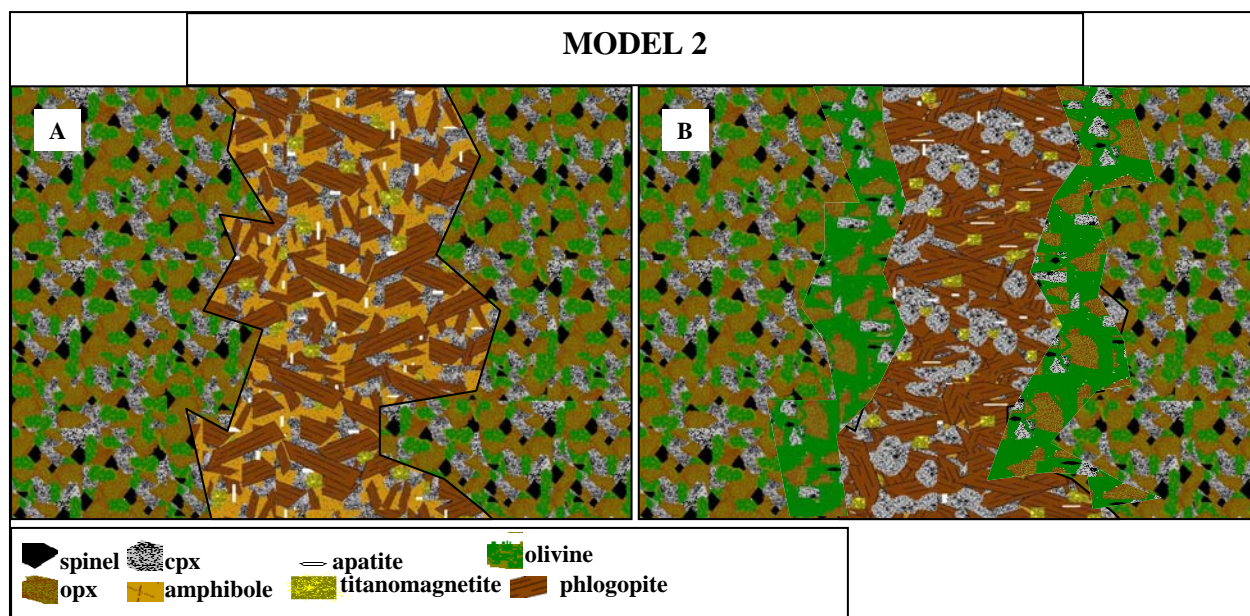 MODEL 2
A
B
spinel cpx apatite olivine
opx amphibole titanomagnetite phlogopite